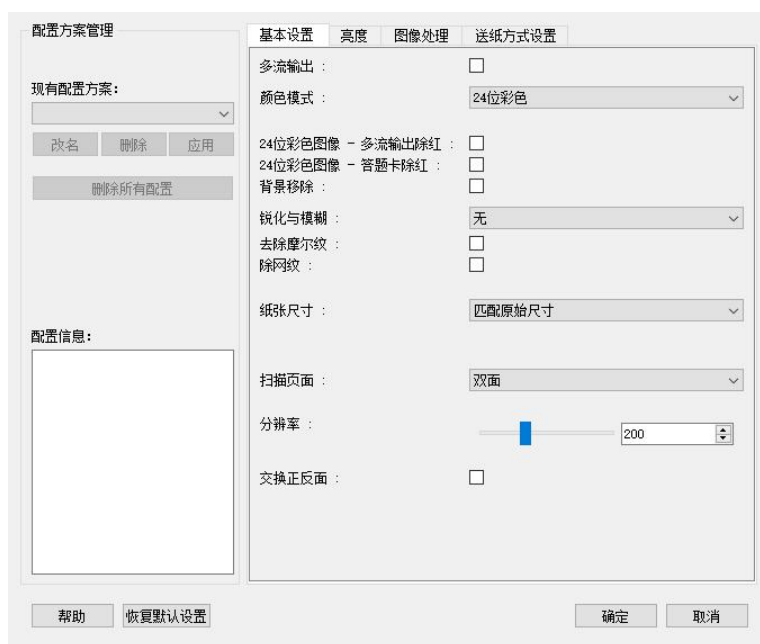 配置方案管理
现有配置方案：
改名 删除 应用
删除所有配置
配置信息：
基本设置 亮度 图像处理 送纸方式设置
多流输出 :
颜色模式 : 24位彩色
24位彩色图像 - 多流输出除红 :
24位彩色图像 - 答题卡除红 :
背景移除 :
锐化与模糊 : 无
去除摩尔纹 :
除网纹 :
纸张尺寸 : 匹配原始尺寸
扫描页面 : 双面
分辨率 : 200
交换正反面 :
帮助 恢复默认设置 确定 取消